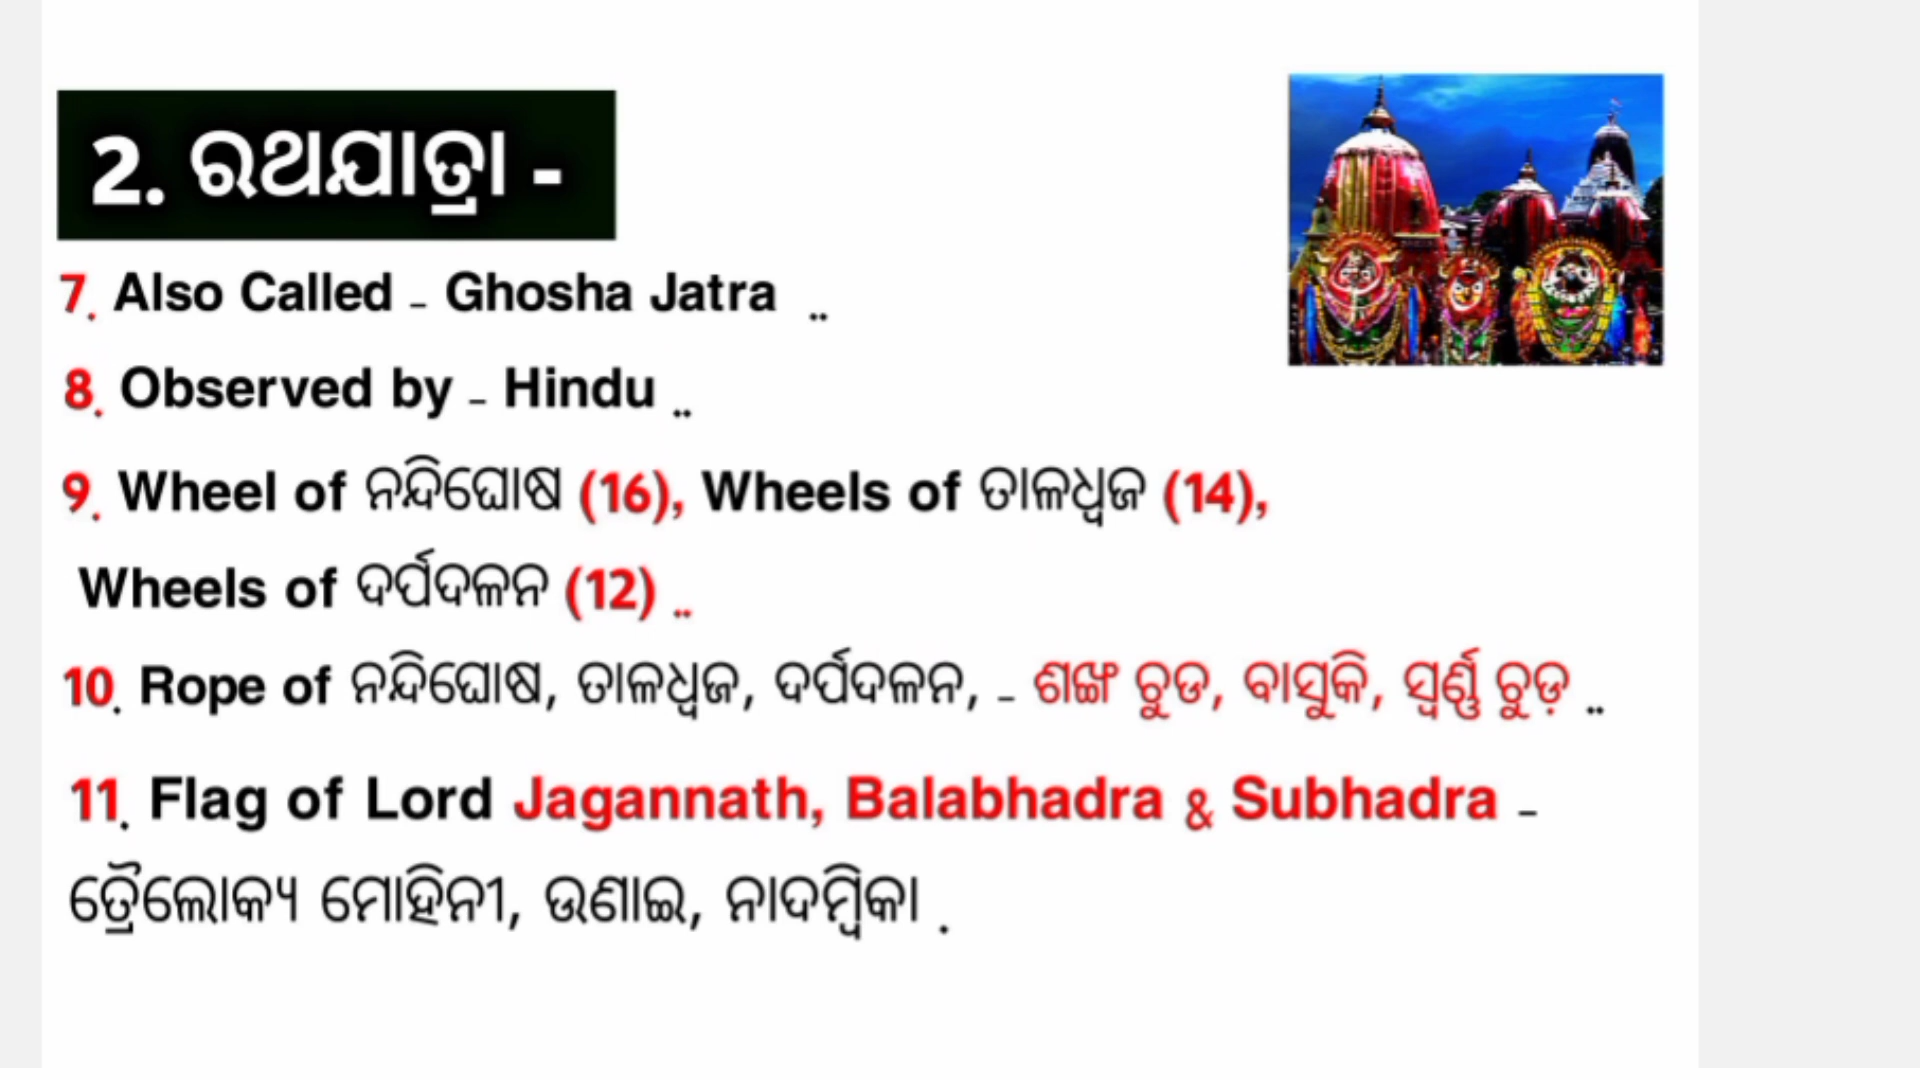 2. ରଥଯାତ୍ରା -
7. Also Called - Ghosha Jatra ..
8. Observed by - Hindu ..
9. Wheel of ନନ୍ଦିଘୋଷ (16), Wheels of ତାଳଧ୍ୱଜ (14),
Wheels of ଦର୍ପଦଳନ (12) ..
10. Rope of ନନ୍ଦିଘୋଷ, ତାଳଧ୍ୱଜ, ଦର୍ପଦଳନ, - ଶଙ୍ଖ ଚୁଡ, ବାସୁକି, ସ୍ୱର୍ଣ୍ଣ ଚୁଡ଼ ..
11. Flag of Lord Jagannath, Balabhadra & Subhadra -
ତ୍ରୈଲୋକ୍ୟ ମୋହିନୀ, ଉଣାଇ, ନାଦମ୍ବିକା .